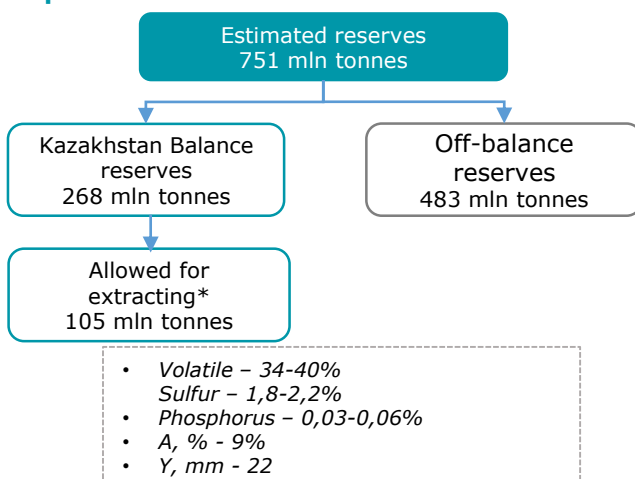 Estimated reserves
751 mln tonnes
Kazakhstan Balance
reserves
268 mln tonnes
Off-balance
reserves
483 mln tonnes
Allowed for
extracting*
105 mln tonnes
• Volatile – 34-40%
Sulfur – 1,8-2,2%
• Phosphorus – 0,03-0,06%
• A, % - 9%
• Y, mm - 22